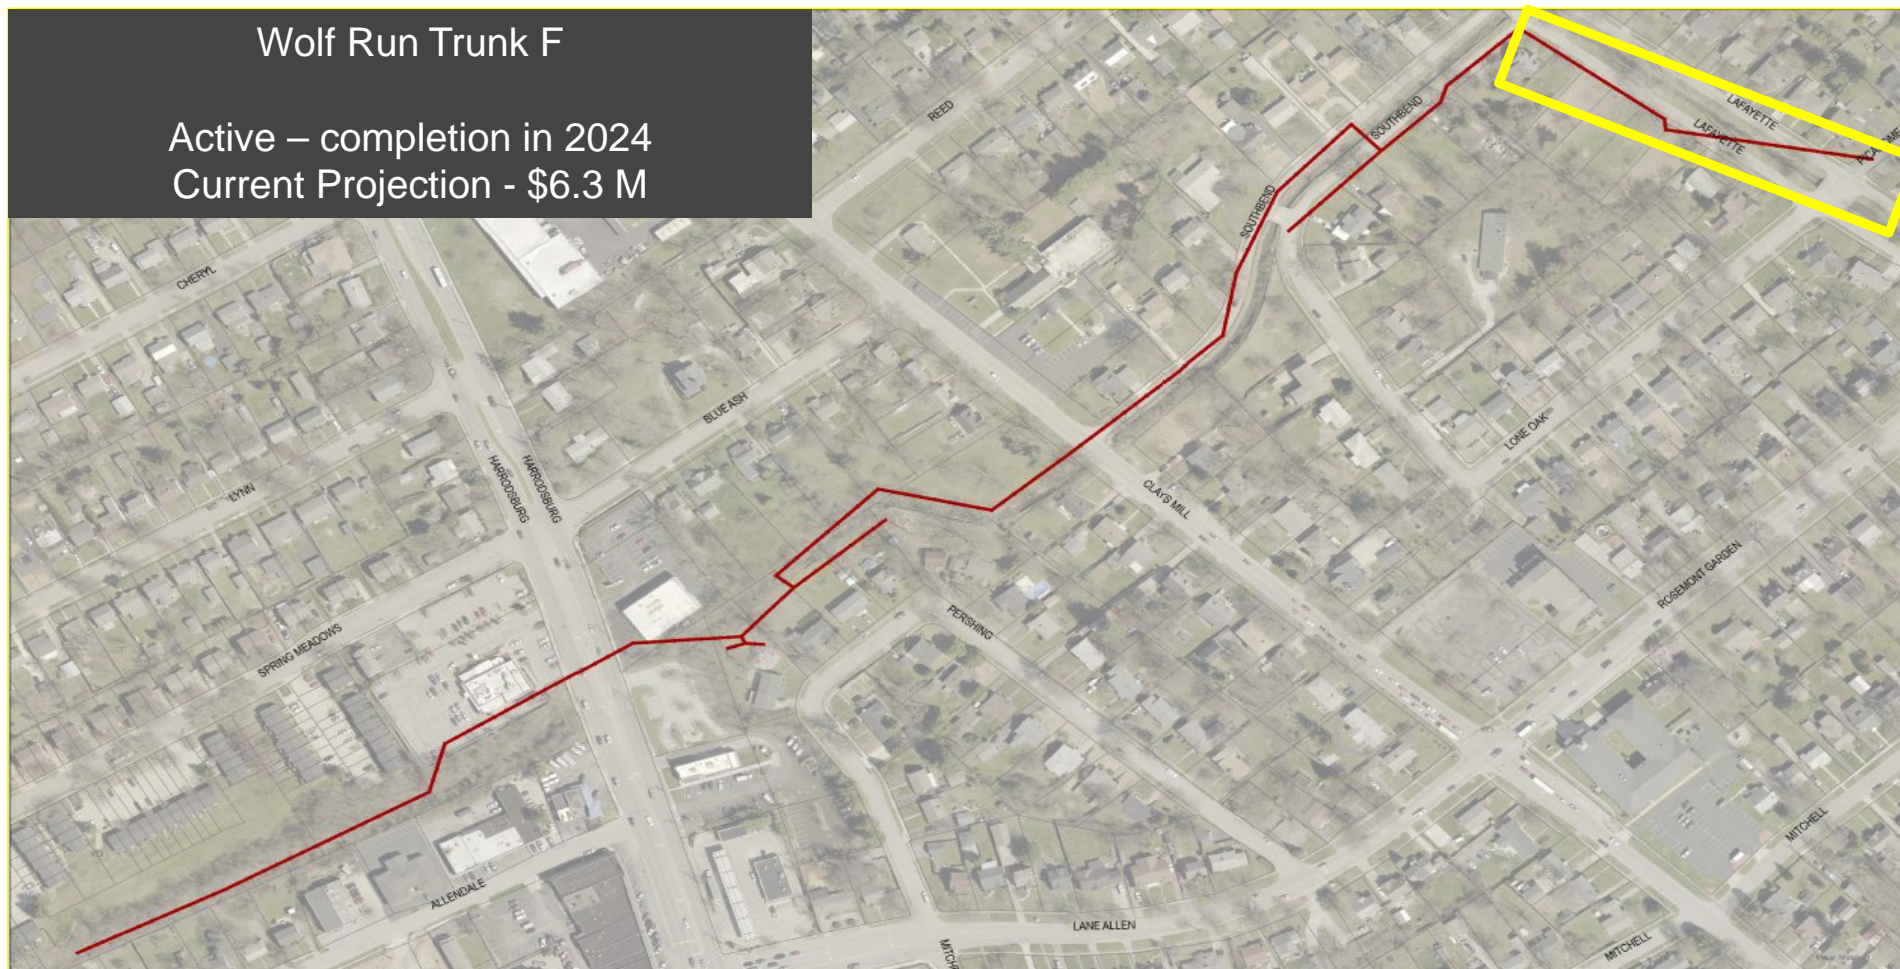 Wolf Run Trunk F
Active – completion in 2024
Current Projection - $6.3 M
REED
SOUTHBEND
LAFAYETTE
LAFAYETTE
SOUTHBEND
CHERYL
BLUE ASH
LONE OAK
LYNN
HARRODSBURG
HARRODSBURG
CLAYS MILL
ROSEMONT GARDEN
SPRING MEADOWS
PERSHING
MITCHELL
ALLENDALE
LANE ALLEN
MITCHELL